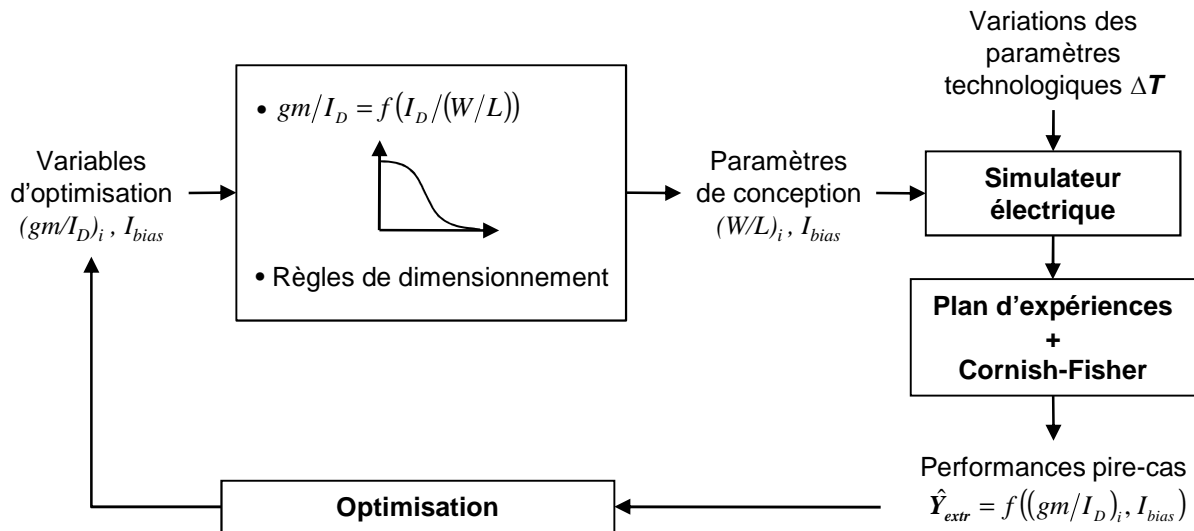 Variations des
paramètres
technologiques ΔT
• gm/I_D = f(I_D/(W/L))
Variables
d'optimisation
(gm/I_D)_i , I_bias
• Règles de dimensionnement
Paramètres
de conception
(W/L)_i , I_bias
Simulateur
électrique
Plan d'expériences
+
Cornish-Fisher
Performances pire-cas
Ŷ_extr = f((gm/I_D)_i, I_bias)
Optimisation